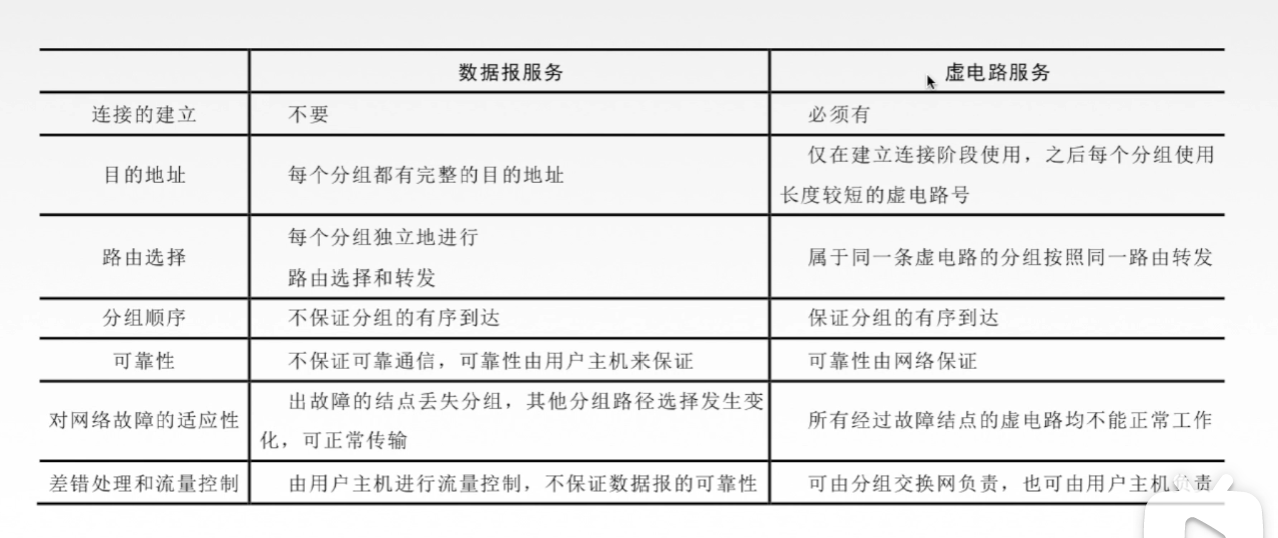 数据报服务
虚电路服务
连接的建立
不要
必须有
目的地址
每个分组都有完整的目的地址
仅在建立连接阶段使用，之后每个分组使用
长度较短的虚电路号
路由选择
每个分组独立地进行
路由选择和转发
属于同一条虚电路的分组按照同一路由转发
分组顺序
不保证分组的有序到达
保证分组的有序到达
可靠性
不保证可靠通信，可靠性由用户主机来保证
可靠性由网络保证
对网络故障的适应性
出故障的结点丢失分组，其他分组路径选择发生变
化，可正常传输
所有经过故障结点的虚电路均不能正常工作
差错处理和流量控制
由用户主机进行流量控制，不保证数据报的可靠性
可由分组交换网负责，也可由用户主机负责